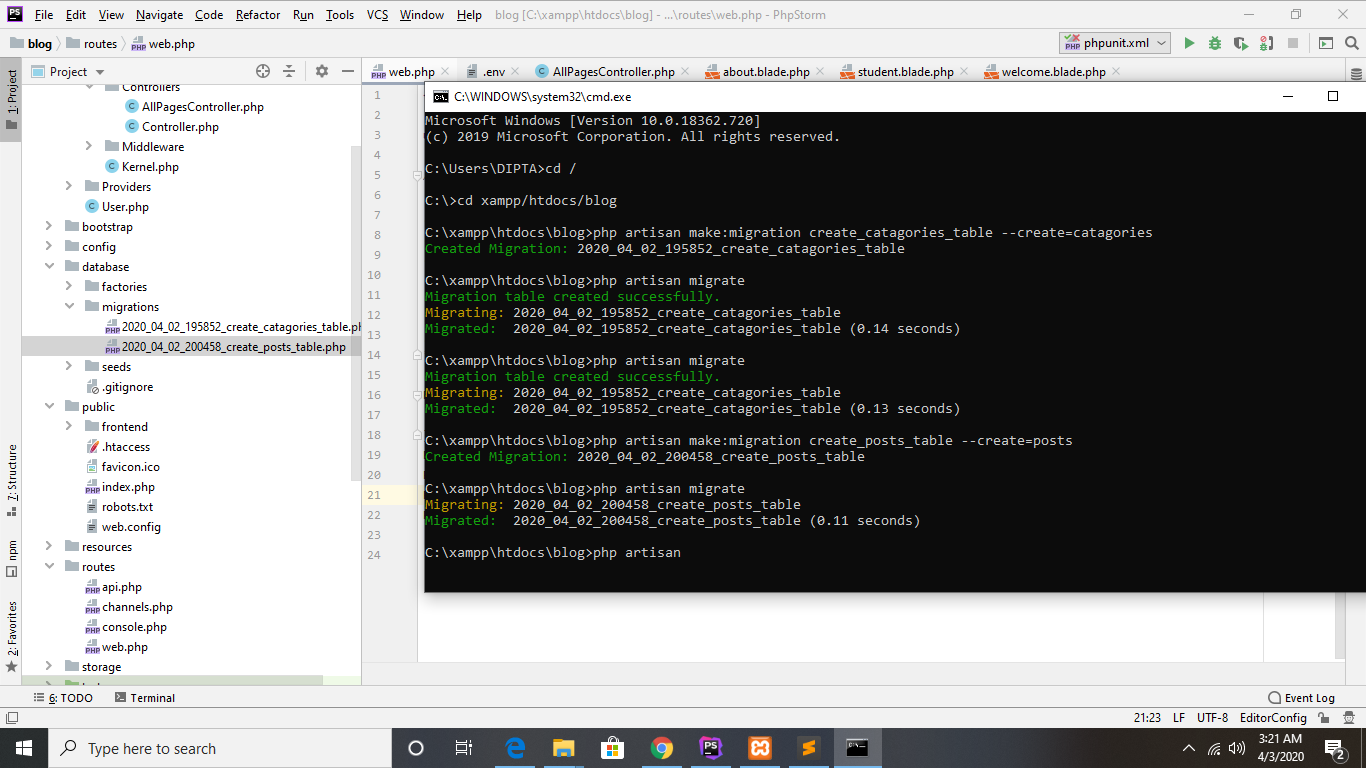 File Edit View Navigate Code Refactor Run Tools VCS Window Help blog [C:\xampp\htdocs\blog] - ...\routes\web.php - PhpStorm
blog routes web.php
phpunit.xml
1: Project
Project
web.php .env AllPagesController.php about.blade.php student.blade.php welcome.blade.php
Controllers
AllPagesController.php
Controller.php
Middleware
Kernel.php
Providers
User.php
bootstrap
config
database
factories
migrations
2020_04_02_195852_create_catagories_table.ph
2020_04_02_200458_create_posts_table.php
seeds
.gitignore
public
frontend
.htaccess
favicon.ico
index.php
robots.txt
web.config
resources
routes
api.php
channels.php
console.php
web.php
storage
7: Structure
npm
2: Favorites
1
2
3
4
5
6
7
8
9
10
11
12
13
14
15
16
17
18
19
20
21
22
23
24
C:\WINDOWS\system32\cmd.exe
Microsoft Windows [Version 10.0.18362.720]
(c) 2019 Microsoft Corporation. All rights reserved.
C:\Users\DIPTA>cd /
C:\>cd xampp/htdocs/blog
C:\xampp\htdocs\blog>php artisan make:migration create_catagories_table --create=catagories
Created Migration: 2020_04_02_195852_create_catagories_table
C:\xampp\htdocs\blog>php artisan migrate
Migration table created successfully.
Migrating: 2020_04_02_195852_create_catagories_table
Migrated:  2020_04_02_195852_create_catagories_table (0.14 seconds)
C:\xampp\htdocs\blog>php artisan migrate
Migration table created successfully.
Migrating: 2020_04_02_195852_create_catagories_table
Migrated:  2020_04_02_195852_create_catagories_table (0.13 seconds)
C:\xampp\htdocs\blog>php artisan make:migration create_posts_table --create=posts
Created Migration: 2020_04_02_200458_create_posts_table
C:\xampp\htdocs\blog>php artisan migrate
Migrating: 2020_04_02_200458_create_posts_table
Migrated:  2020_04_02_200458_create_posts_table (0.11 seconds)
C:\xampp\htdocs\blog>php artisan
6: TODO Terminal Event Log
21:23 LF UTF-8 EditorConfig
Type here to search
3:21 AM
4/3/2020
2